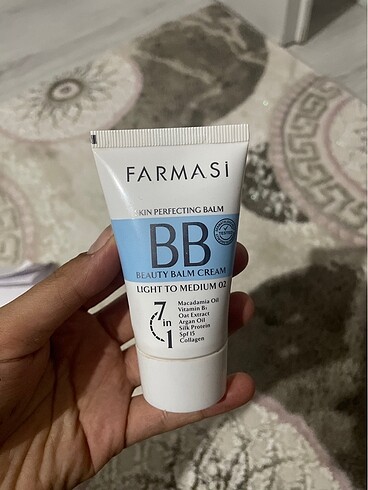 FARMASi
SKIN PERFECTING BALM
BB
BEAUTY BALM CREAM
LIGHT TO MEDIUM 02
7 in 1
Macadamia Oil
Vitamin B5
Oat Extract
Argan Oil
Silk Protein
Spf 15
Collagen